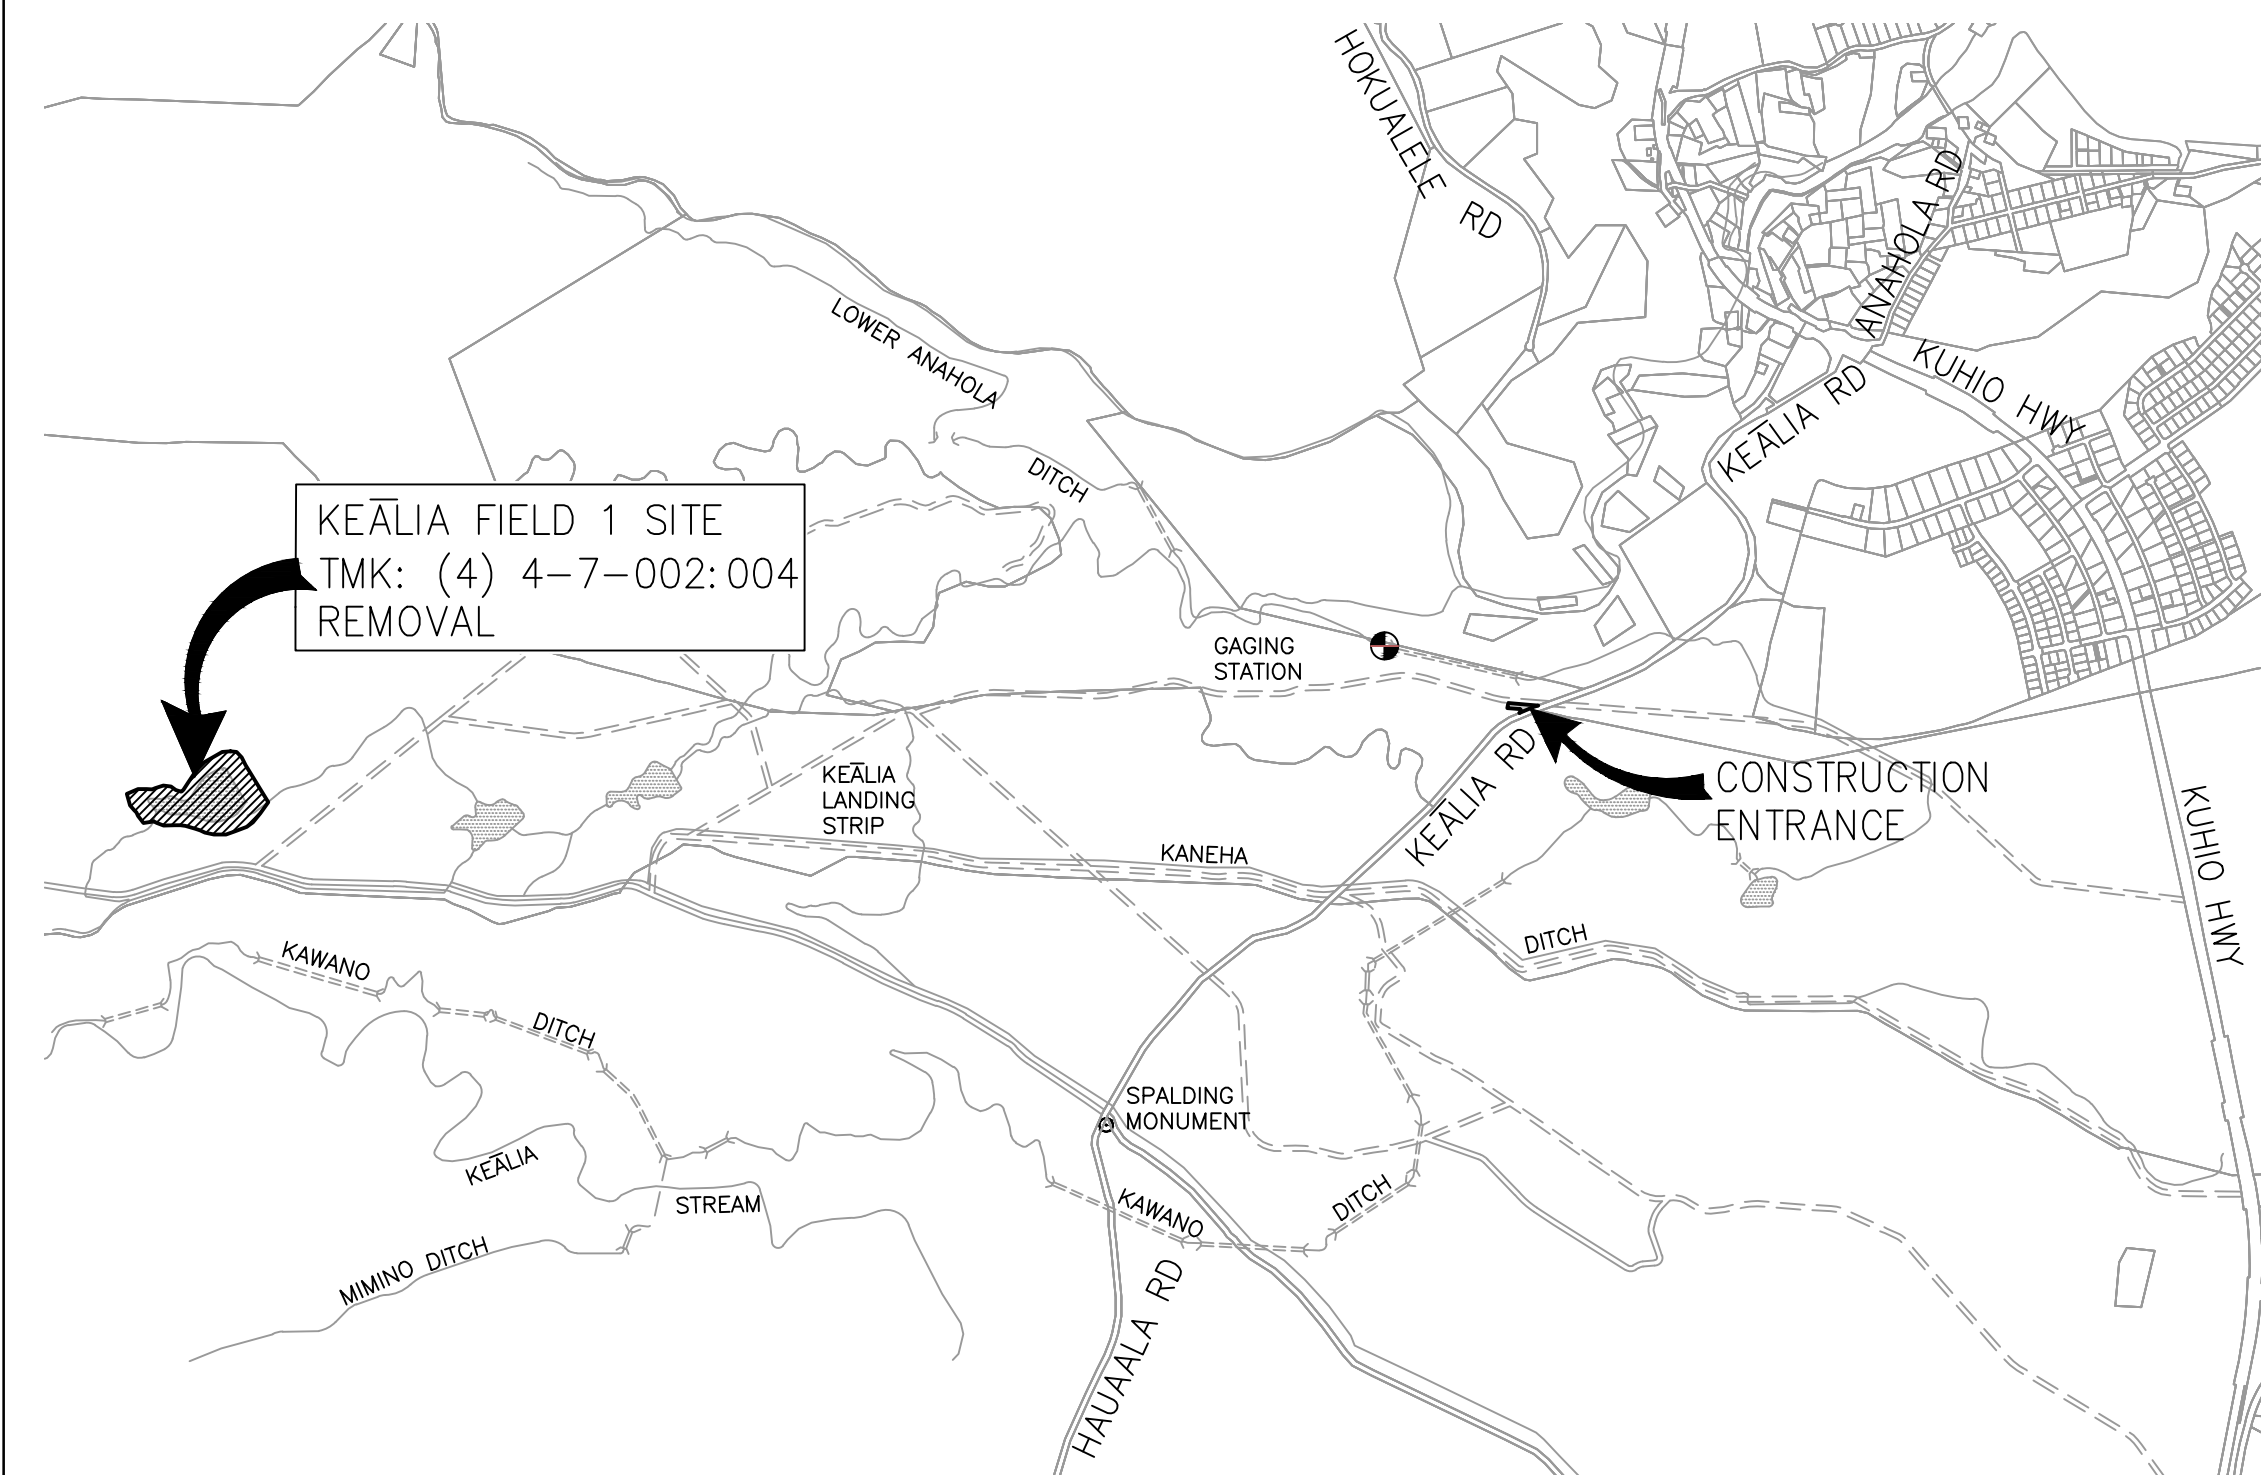 HOKUALELE RD
ANAHOLA RD
LOWER ANAHOLA
DITCH
KUHIO HWY
KEĀLIA RD
KEĀLIA FIELD 1 SITE
TMK: (4) 4-7-002:004
REMOVAL
GAGING
STATION
KEĀLIA
LANDING
STRIP
KEĀLIA RD
CONSTRUCTION
ENTRANCE
KUHIO HWY
KANEHA
DITCH
KAWANO
DITCH
SPALDING
MONUMENT
KEĀLIA
STREAM
KAWANO
DITCH
MIMINO DITCH
HAUAALA RD